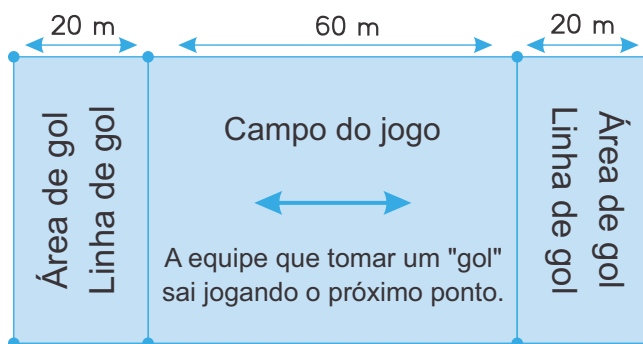 20 m
60 m
20 m
Área de gol
Linha de gol
Campo do jogo
A equipe que tomar um "gol"
sai jogando o próximo ponto.
Área de gol
Linha de gol